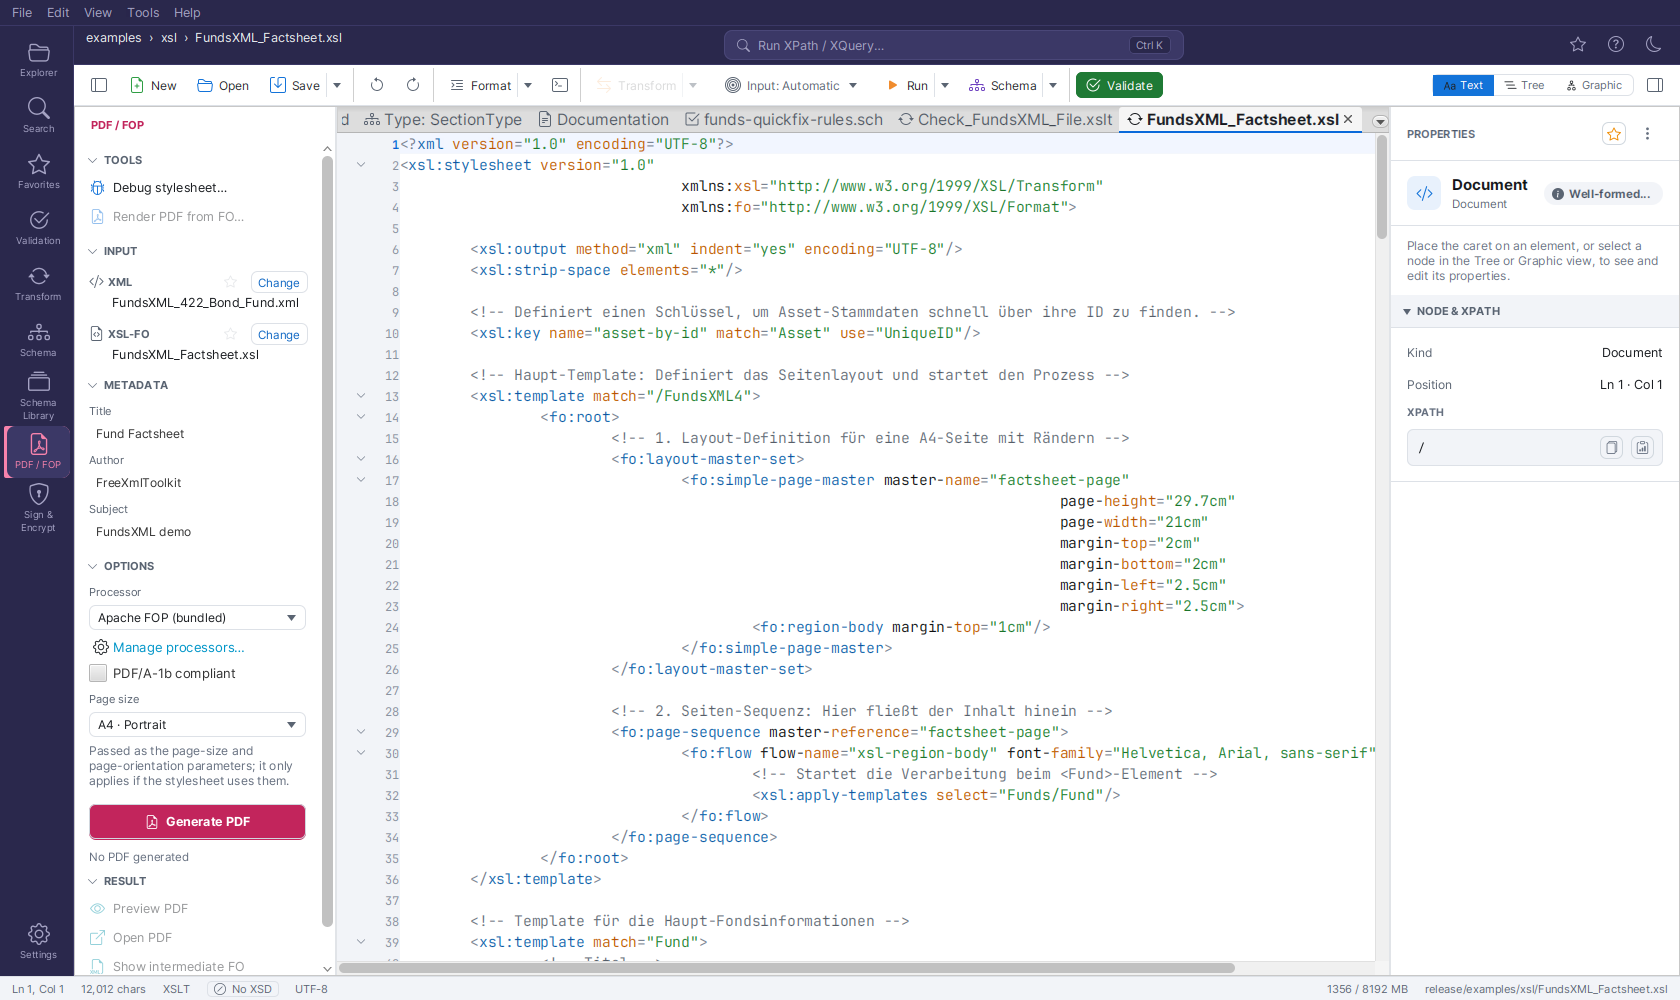 File Edit View Tools Help
examples › xsl › FundsXML_Factsheet.xsl
Run XPath / XQuery... Ctrl K
New Open Save Format Transform Input: Automatic Run Schema Validate
Aa Text Tree Graphic
Explorer
Search
Favorites
Validation
Transform
Schema
Schema
Library
PDF / FOP
Sign &
Encrypt
Settings
PDF / FOP
TOOLS
Debug stylesheet...
Render PDF from FO...
INPUT
XML Change
FundsXML_422_Bond_Fund.xml
XSL-FO Change
FundsXML_Factsheet.xsl
METADATA
Title
Fund Factsheet
Author
FreeXmlToolkit
Subject
FundsXML demo
OPTIONS
Processor
Apache FOP (bundled)
Manage processors...
PDF/A-1b compliant
Page size
A4 · Portrait
Passed as the page-size and
page-orientation parameters; it only
applies if the stylesheet uses them.
Generate PDF
No PDF generated
RESULT
Preview PDF
Open PDF
Show intermediate FO
d Type: SectionType Documentation funds-quickfix-rules.sch Check_FundsXML_File.xslt FundsXML_Factsheet.xsl
1 <?xml version="1.0" encoding="UTF-8"?>
2 <xsl:stylesheet version="1.0"
3 xmlns:xsl="http://www.w3.org/1999/XSL/Transform"
4 xmlns:fo="http://www.w3.org/1999/XSL/Format">
5
6 <xsl:output method="xml" indent="yes" encoding="UTF-8"/>
7 <xsl:strip-space elements="*"/>
8
9 <!-- Definiert einen Schlüssel, um Asset-Stammdaten schnell über ihre ID zu finden. -->
10 <xsl:key name="asset-by-id" match="Asset" use="UniqueID"/>
11
12 <!-- Haupt-Template: Definiert das Seitenlayout und startet den Prozess -->
13 <xsl:template match="/FundsXML4">
14 <fo:root>
15 <!-- 1. Layout-Definition für eine A4-Seite mit Rändern -->
16 <fo:layout-master-set>
17 <fo:simple-page-master master-name="factsheet-page"
18 page-height="29.7cm"
19 page-width="21cm"
20 margin-top="2cm"
21 margin-bottom="2cm"
22 margin-left="2.5cm"
23 margin-right="2.5cm">
24 <fo:region-body margin-top="1cm"/>
25 </fo:simple-page-master>
26 </fo:layout-master-set>
27
28 <!-- 2. Seiten-Sequenz: Hier fließt der Inhalt hinein -->
29 <fo:page-sequence master-reference="factsheet-page">
30 <fo:flow flow-name="xsl-region-body" font-family="Helvetica, Arial, sans-serif"
31 <!-- Startet die Verarbeitung beim <Fund>-Element -->
32 <xsl:apply-templates select="Funds/Fund"/>
33 </fo:flow>
34 </fo:page-sequence>
35 </fo:root>
36 </xsl:template>
37
38 <!-- Template für die Haupt-Fondsinformationen -->
39 <xsl:template match="Fund">
PROPERTIES
Document
Document
Well-formed...
Place the caret on an element, or select a
node in the Tree or Graphic view, to see and
edit its properties.
NODE & XPATH
Kind Document
Position Ln 1 · Col 1
XPATH
/
Ln 1, Col 1 12,012 chars XSLT No XSD UTF-8 1356 / 8192 MB release/examples/xsl/FundsXML_Factsheet.xsl